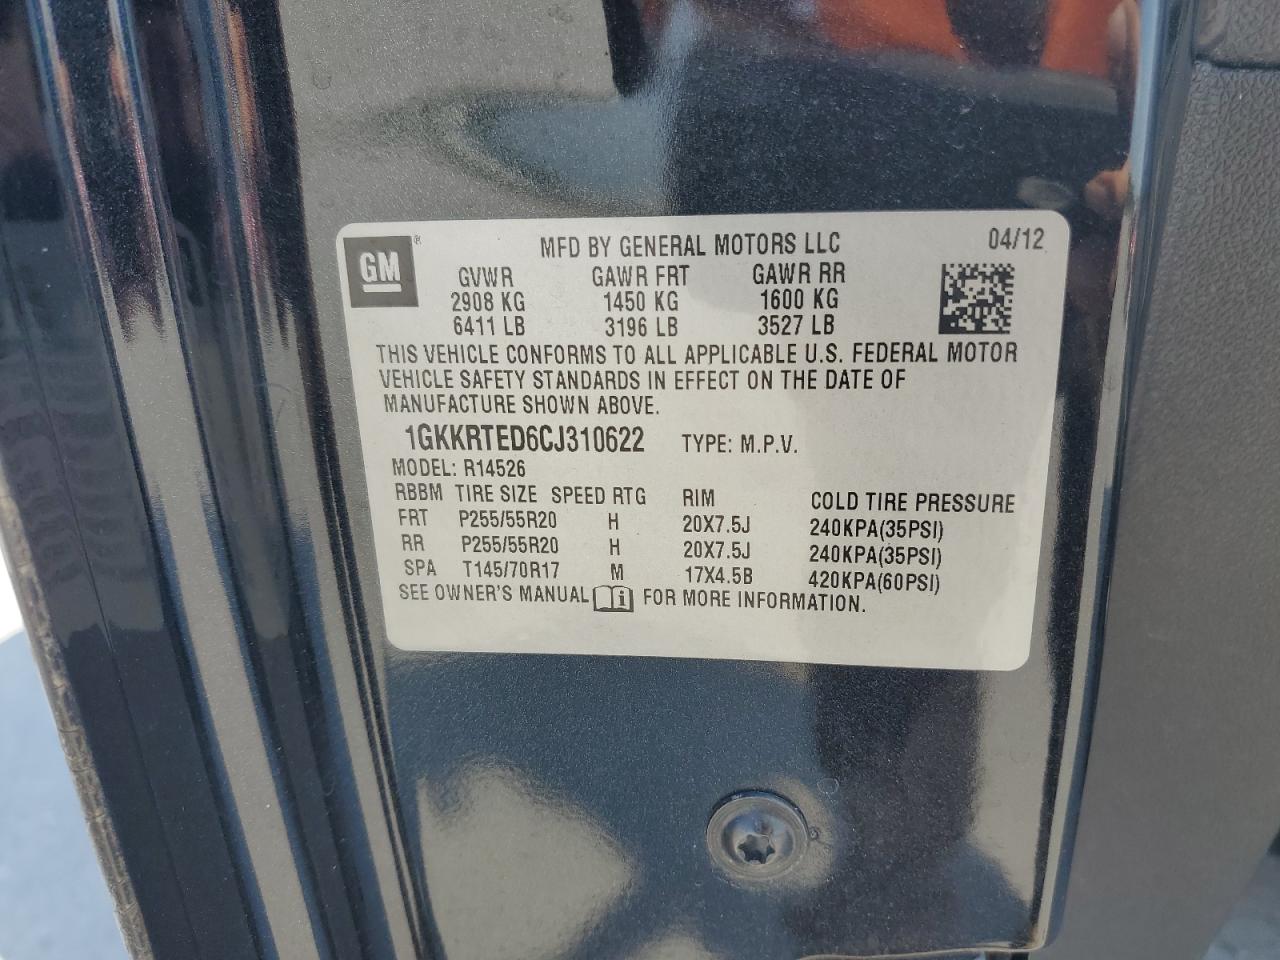 GM ® MFD BY GENERAL MOTORS LLC 04/12
GVWR GAWR FRT GAWR RR
2908 KG 1450 KG 1600 KG
6411 LB 3196 LB 3527 LB
THIS VEHICLE CONFORMS TO ALL APPLICABLE U.S. FEDERAL MOTOR
VEHICLE SAFETY STANDARDS IN EFFECT ON THE DATE OF
MANUFACTURE SHOWN ABOVE.
1GKKRTED6CJ310622 TYPE: M.P.V.
MODEL: R14526
RBBM TIRE SIZE SPEED RTG RIM COLD TIRE PRESSURE
FRT P255/55R20 H 20X7.5J 240KPA(35PSI)
RR P255/55R20 H 20X7.5J 240KPA(35PSI)
SPA T145/70R17 M 17X4.5B 420KPA(60PSI)
SEE OWNER'S MANUAL i FOR MORE INFORMATION.